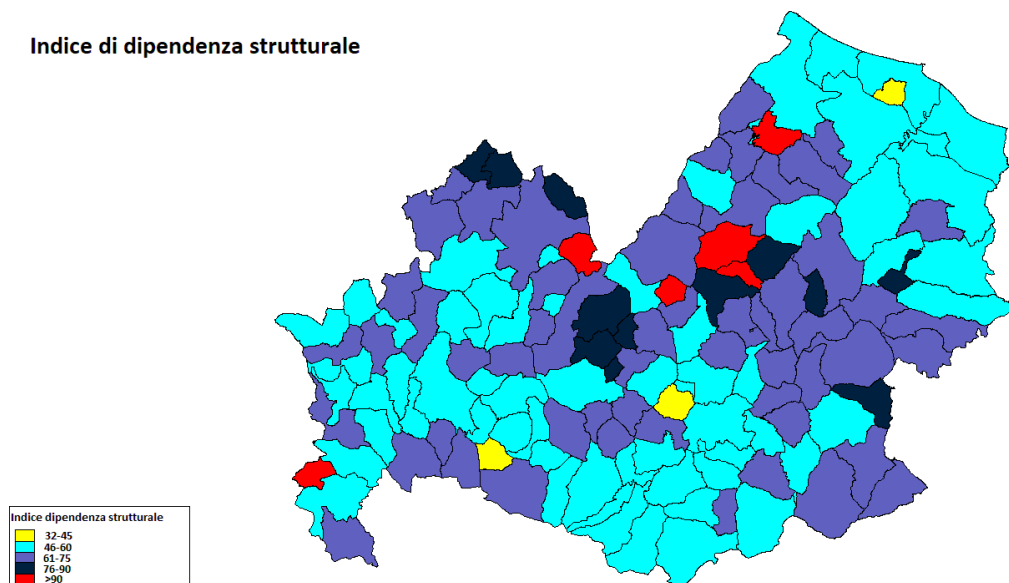 Indice di dipendenza strutturale
Indice dipendenza strutturale
32-45
46-60
61-75
76-90
>90